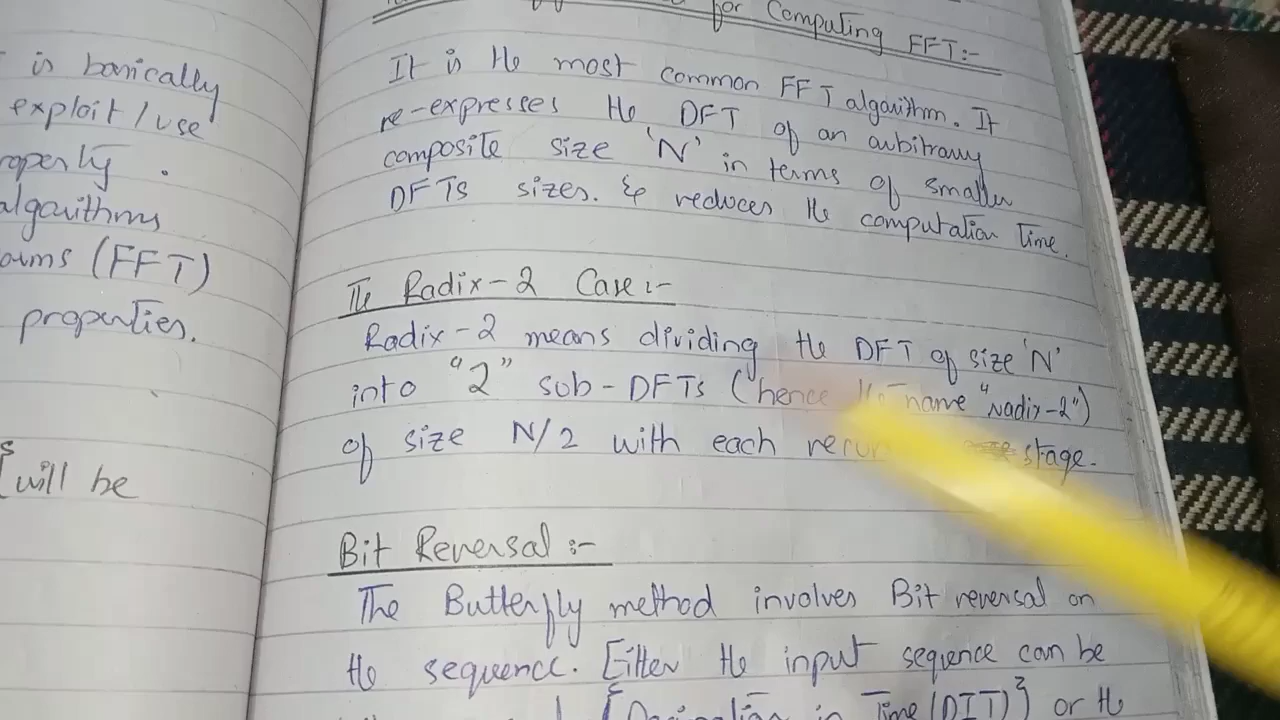 is basically
exploit / use
roperty .
algorithms
orms (FFT)
properties.
s
will be
for Computing FFT:-
It is the most common FFT algorithm. It
re-expresses the DFT of an arbitrary
composite size 'N' in terms of smaller
DFTs sizes. & reduces the computation Time.
The Radix-2 Case:-
Radix-2 means dividing the DFT of size 'N'
into "2" sub-DFTs (hence the name "radix-2")
of size N/2 with each stage.
Bit Reversal :-
The Butterfly method involves Bit reversal on
the sequence. [Either the input sequence can be
in Time (DIT)} or the